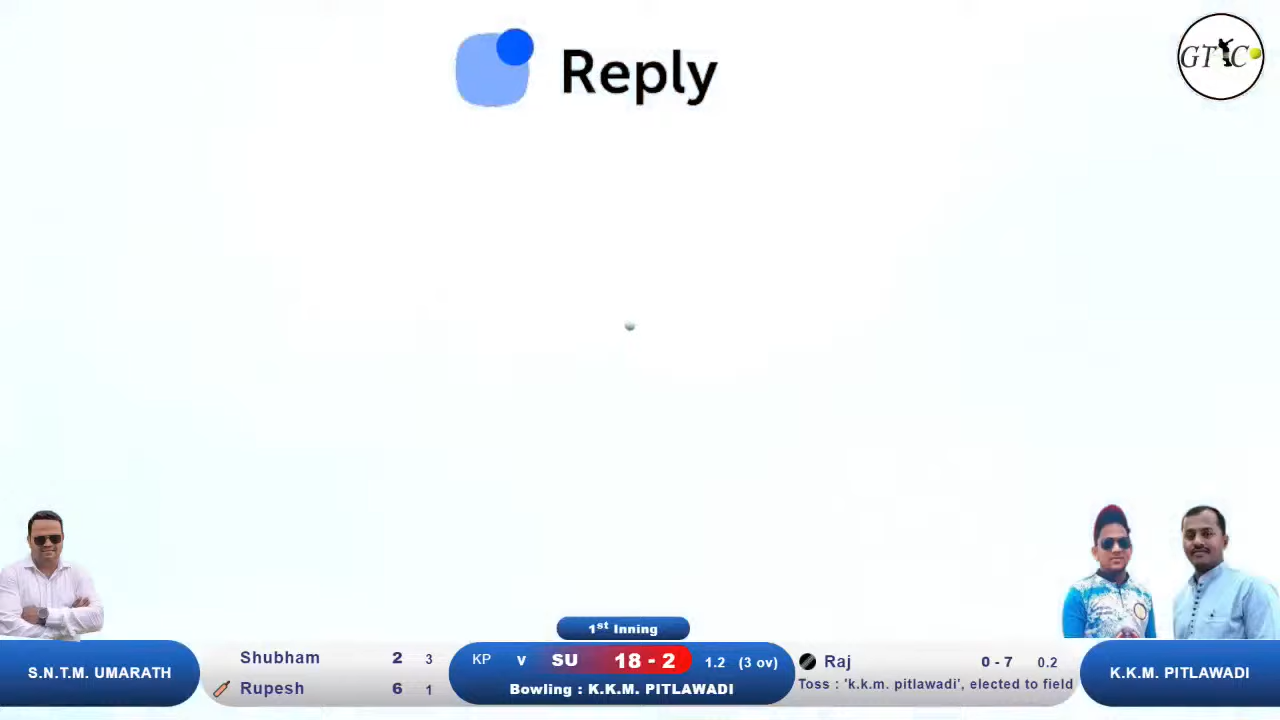 Reply
GTC
1st Inning
S.N.T.M. UMARATH
Shubham 2 3
Rupesh 6 1
KP v SU 18 - 2 1.2 (3 ov)
Bowling : K.K.M. PITLAWADI
Raj 0 - 7 0.2
Toss : 'k.k.m. pitlawadi', elected to field
K.K.M. PITLAWADI